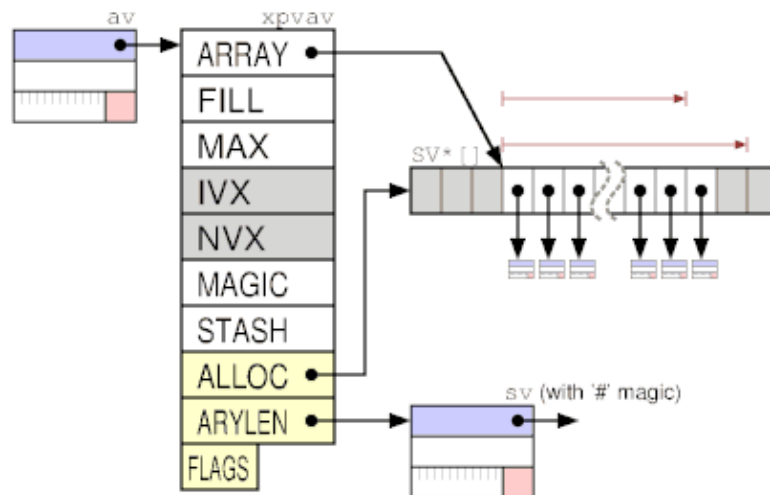 av
xpvav
ARRAY
FILL
MAX
IVX
NVX
MAGIC
STASH
ALLOC
ARYLEN
FLAGS
SV* []
sv (with '#' magic)